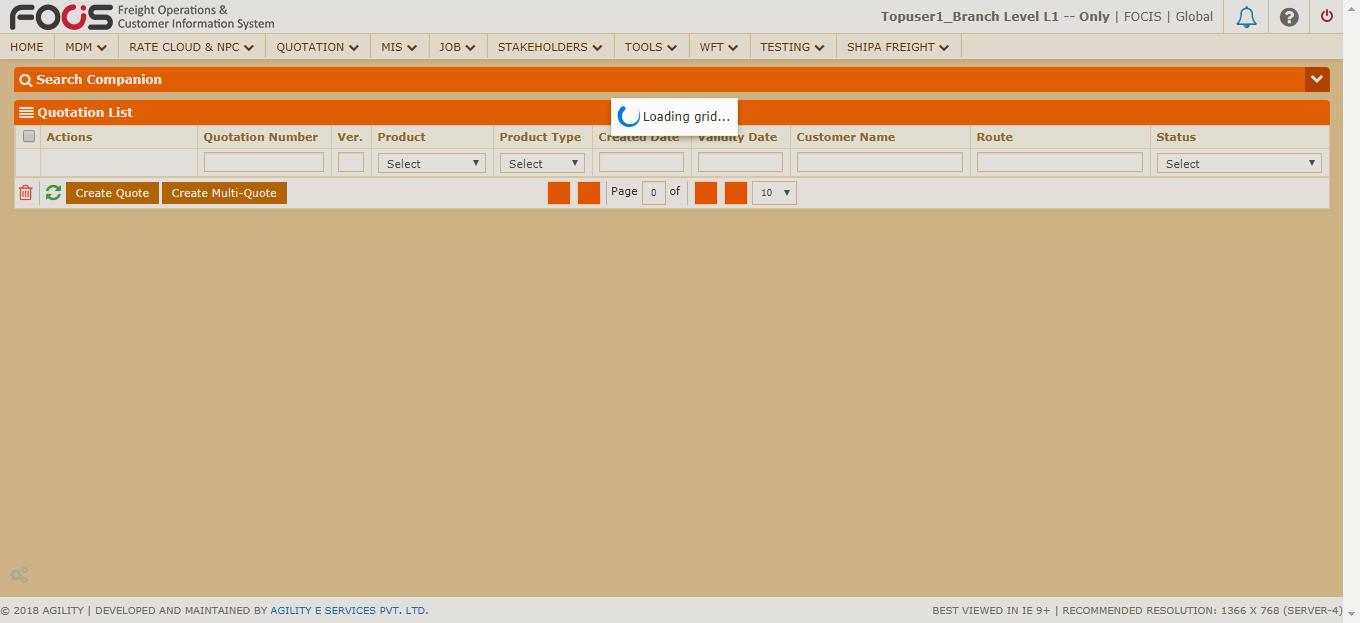 FOCiS Freight Operations &
Customer Information System
Topuser1_Branch Level L1 -- Only | FOCIS | Global
HOME MDM RATE CLOUD & NPC QUOTATION MIS JOB STAKEHOLDERS TOOLS WFT TESTING SHIPA FREIGHT
Search Companion
Quotation List
Loading grid...
Actions Quotation Number Ver. Product Product Type Created Date Validity Date Customer Name Route Status
Select Select Select
Create Quote Create Multi-Quote Page 0 of 10
© 2018 AGILITY | DEVELOPED AND MAINTAINED BY AGILITY E SERVICES PVT. LTD. BEST VIEWED IN IE 9+ | RECOMMENDED RESOLUTION: 1366 X 768 (SERVER-4)